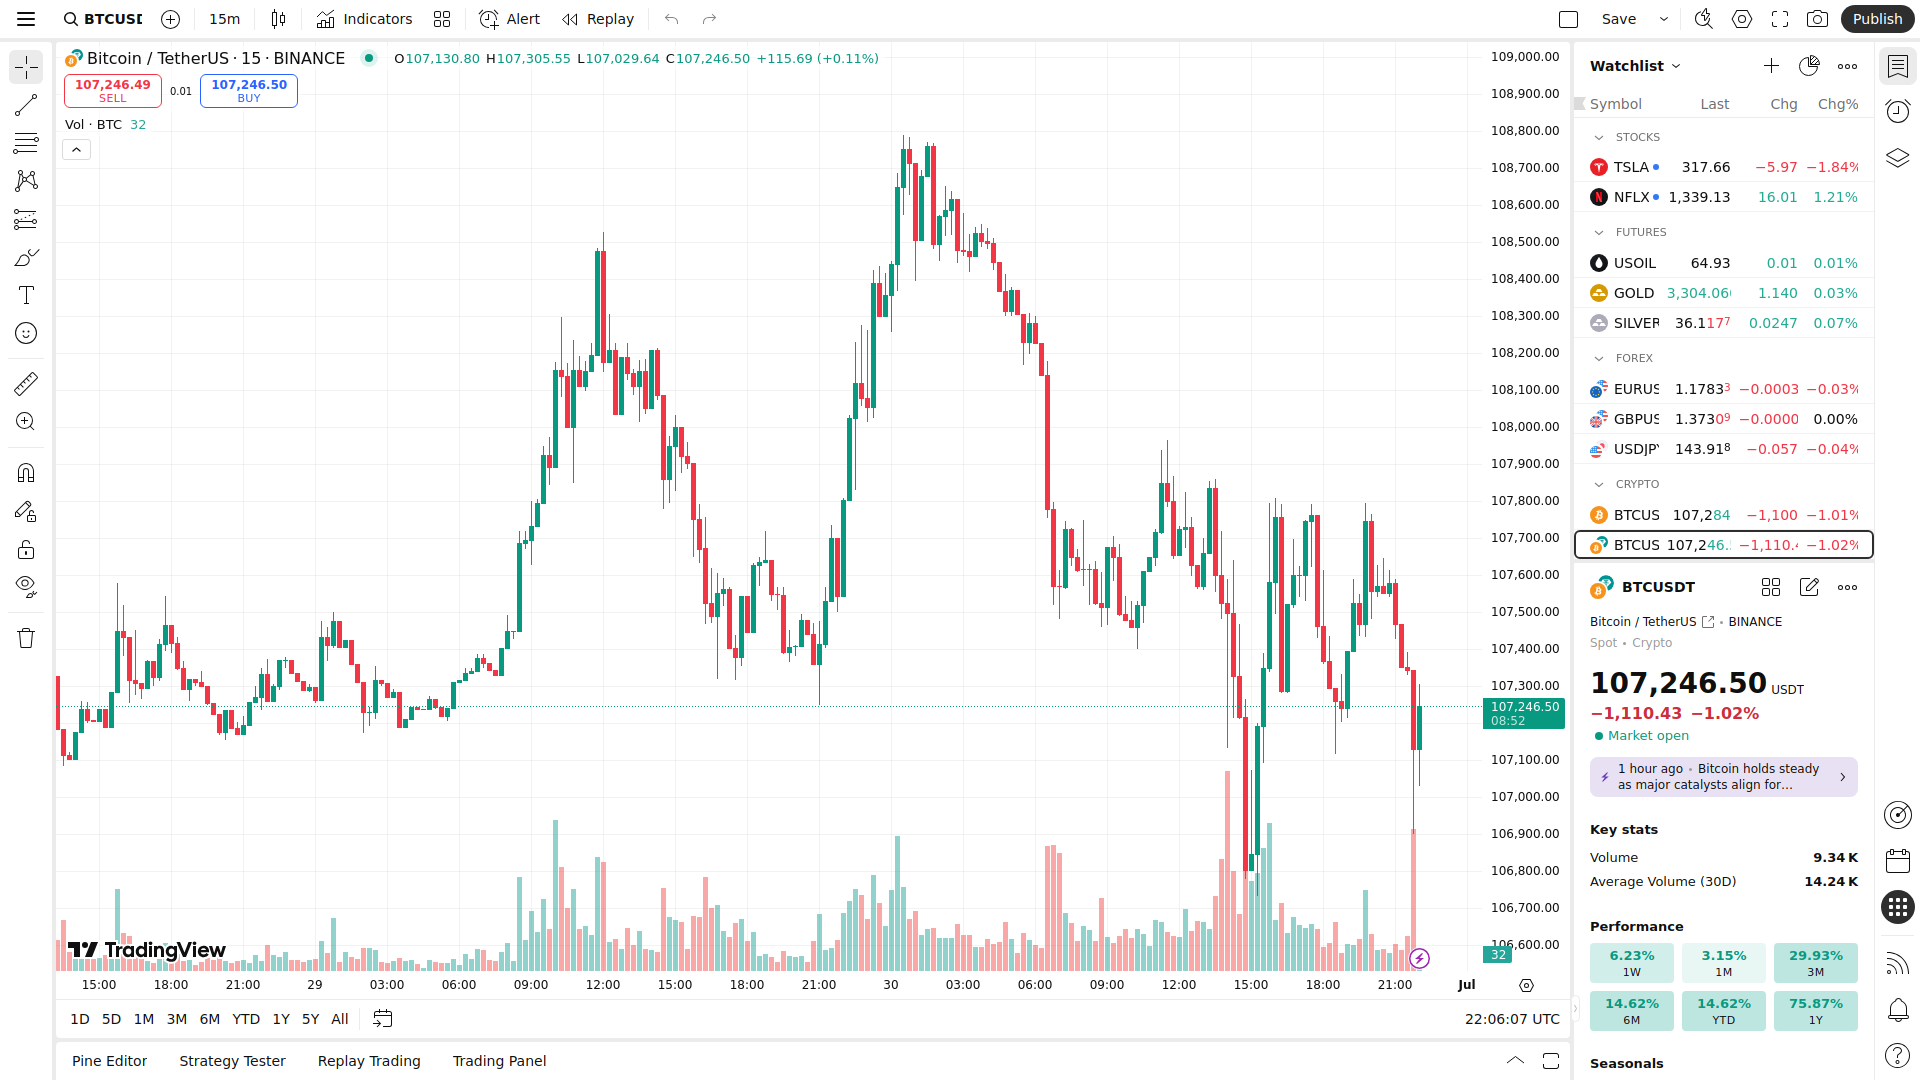 BTCUSD
15m
Indicators
Alert
Replay
Save
Publish
Bitcoin / TetherUS · 15 · BINANCE
O107,130.80 H107,305.55 L107,029.64 C107,246.50 +115.69 (+0.11%)
107,246.49
SELL
0.01
107,246.50
BUY
Vol · BTC 32
109,000.00
108,900.00
108,800.00
108,700.00
108,600.00
108,500.00
108,400.00
108,300.00
108,200.00
108,100.00
108,000.00
107,900.00
107,800.00
107,700.00
107,600.00
107,500.00
107,400.00
107,300.00
107,246.50
08:52
107,100.00
107,000.00
106,900.00
106,800.00
106,700.00
106,600.00
32
TradingView
15:00 18:00 21:00 29 03:00 06:00 09:00 12:00 15:00 18:00 21:00 30 03:00 06:00 09:00 12:00 15:00 18:00 21:00 Jul
1D 5D 1M 3M 6M YTD 1Y 5Y All
22:06:07 UTC
Pine Editor Strategy Tester Replay Trading Trading Panel
Watchlist
Symbol Last Chg Chg%
STOCKS
TSLA 317.66 −5.97 −1.84%
NFLX 1,339.13 16.01 1.21%
FUTURES
USOIL 64.93 0.01 0.01%
GOLD 3,304.06 1.140 0.03%
SILVER 36.1177 0.0247 0.07%
FOREX
EURUS 1.17833 −0.0003 −0.03%
GBPUS 1.37309 −0.0000 0.00%
USDJP 143.918 −0.057 −0.04%
CRYPTO
BTCUS 107,284 −1,100 −1.01%
BTCUS 107,246. −1,110.4 −1.02%
BTCUSDT
Bitcoin / TetherUS • BINANCE
Spot • Crypto
107,246.50 USDT
−1,110.43 −1.02%
Market open
1 hour ago • Bitcoin holds steady
as major catalysts align for…
Key stats
Volume 9.34 K
Average Volume (30D) 14.24 K
Performance
6.23% 3.15% 29.93%
1W 1M 3M
14.62% 14.62% 75.87%
6M YTD 1Y
Seasonals